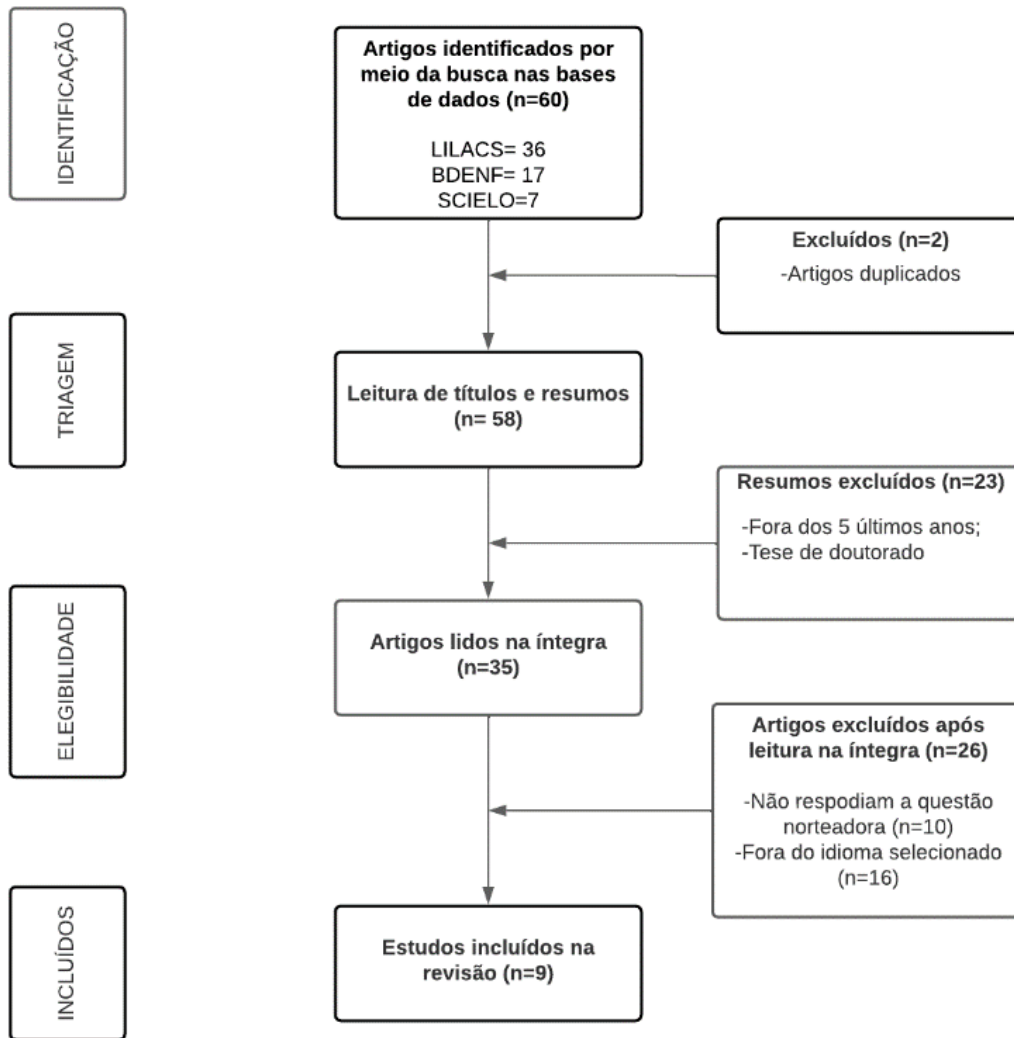 IDENTIFICAÇÃO
Artigos identificados por
meio da busca nas bases
de dados (n=60)
LILACS= 36
BDENF= 17
SCIELO=7
Excluídos (n=2)
-Artigos duplicados
TRIAGEM
Leitura de títulos e resumos
(n= 58)
Resumos excluídos (n=23)
-Fora dos 5 últimos anos;
-Tese de doutorado
ELEGIBILIDADE
Artigos lidos na íntegra
(n=35)
Artigos excluídos após
leitura na íntegra (n=26)
-Não respodiam a questão
norteadora (n=10)
-Fora do idioma selecionado
(n=16)
INCLUÍDOS
Estudos incluídos na
revisão (n=9)